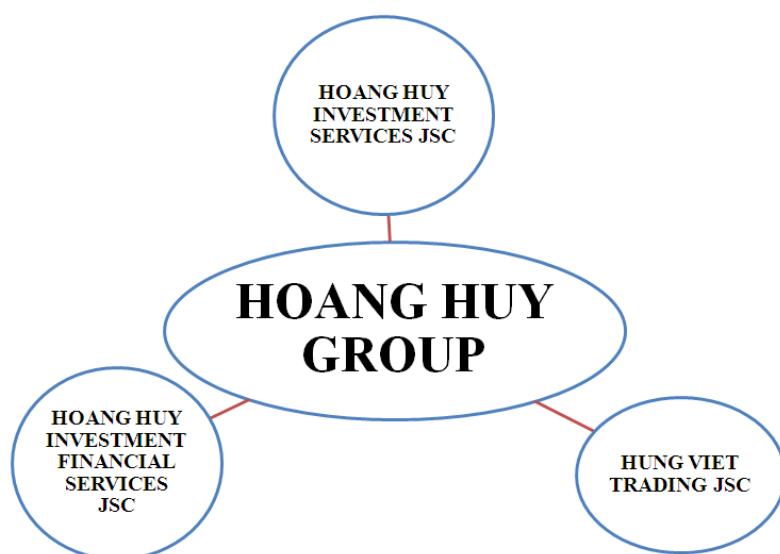 HOANG HUY
INVESTMENT
SERVICES JSC
HOANG HUY
GROUP
HOANG HUY
INVESTMENT
FINANCIAL
SERVICES
JSC
HUNG VIET
TRADING JSC